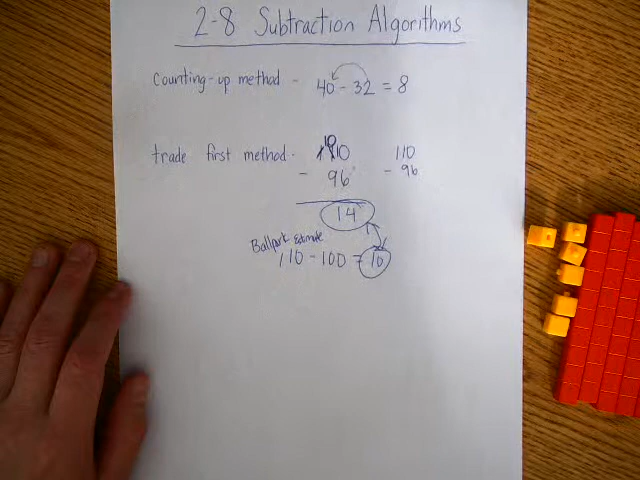 2-8 Subtraction Algorithms
Counting-up method - 40 - 32 = 8
trade first method - 10 110
110 - 96
- 96
14
Ballpark Estimate
110 - 100 = 10